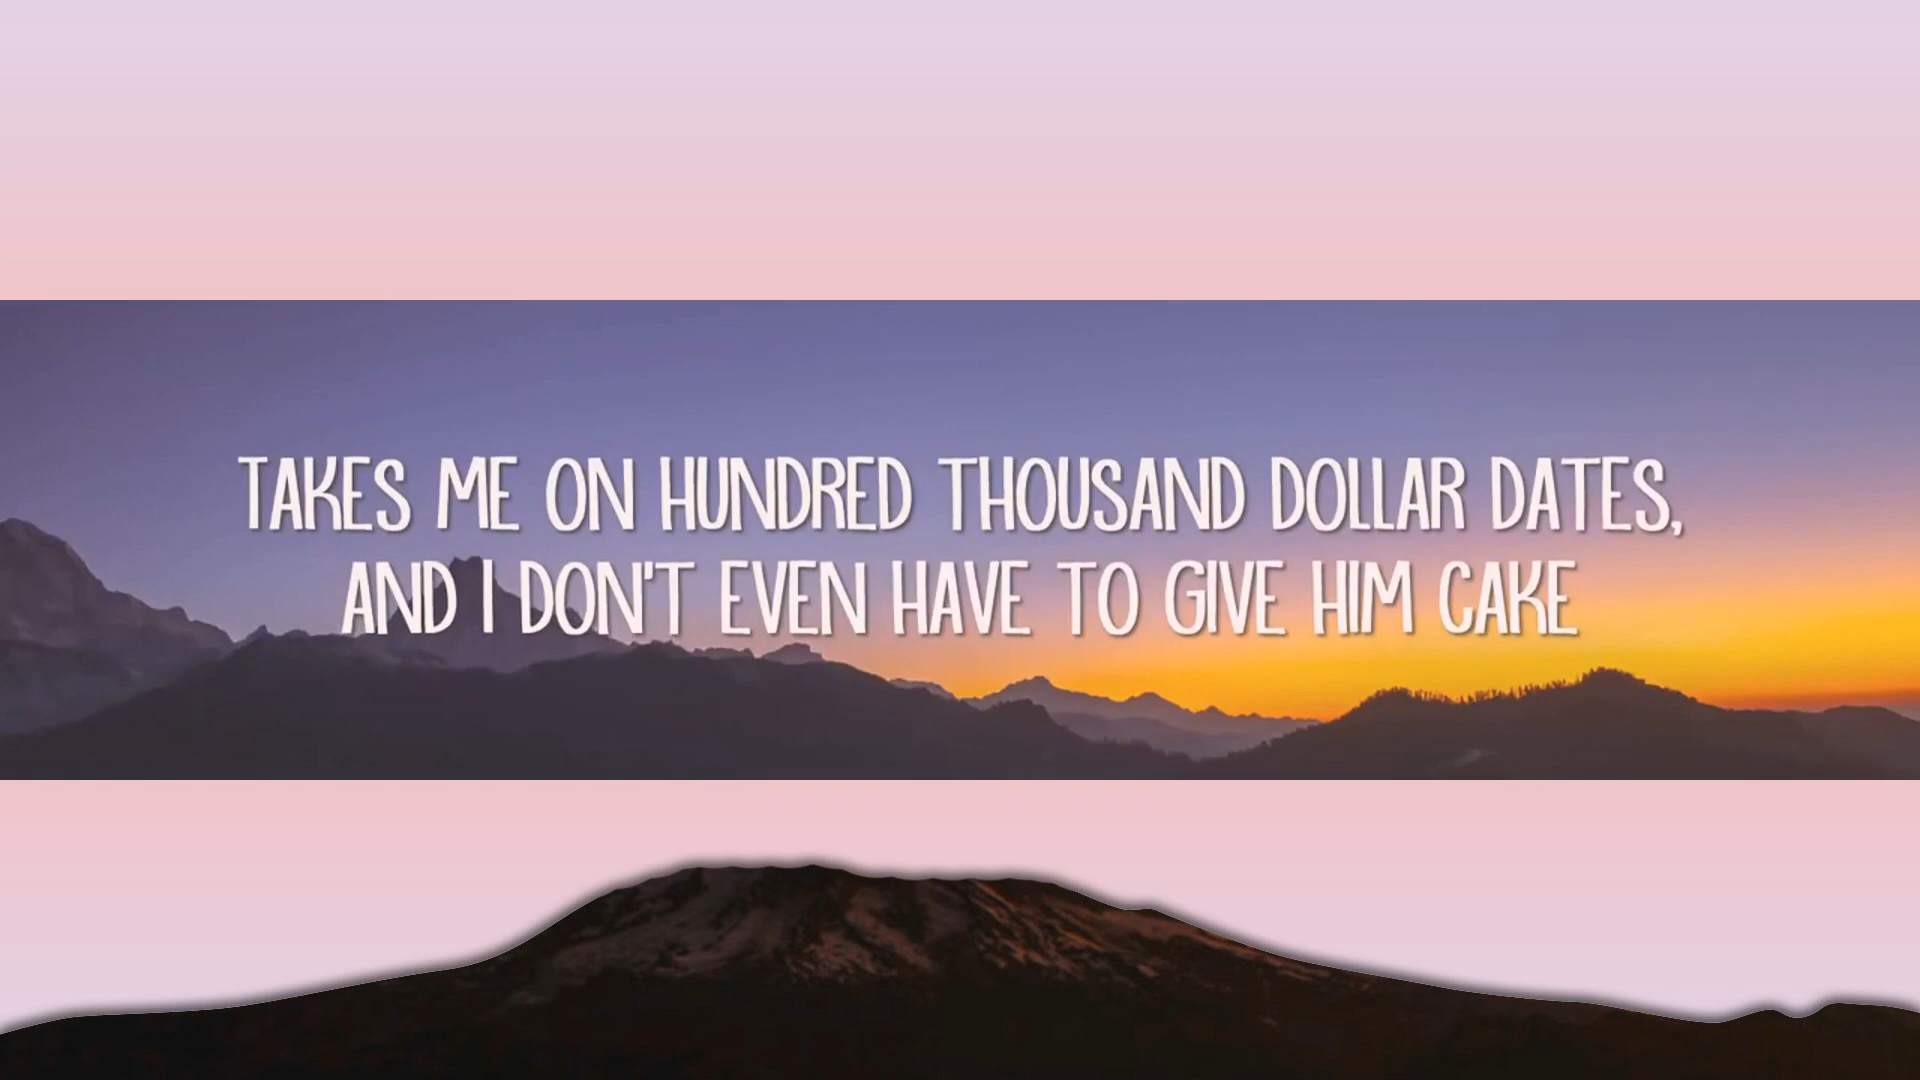 TAKES ME ON HUNDRED THOUSAND DOLLAR DATES,
AND I DON'T EVEN HAVE TO GIVE HIM CAKE